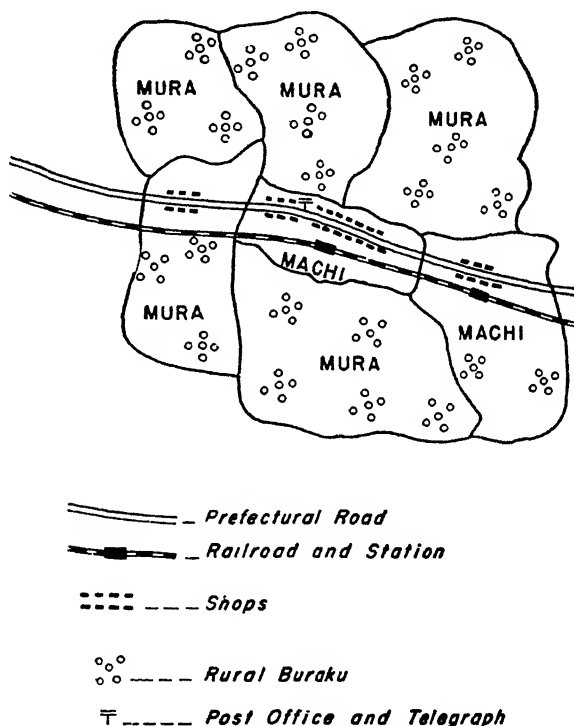 MURA
MURA
MURA
MACHI
MURA
MURA
MACHI
Prefectural Road
Railroad and Station
Shops
Rural Buraku
〒 Post Office and Telegraph